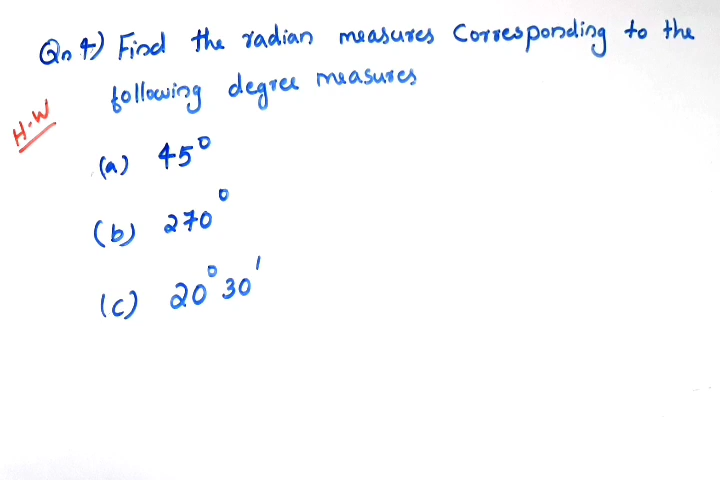 Qn 4) Find the radian measures Corresponding to the
following degree measures
H.W
(a) 45°
(b) 270°
(c) 20° 30'